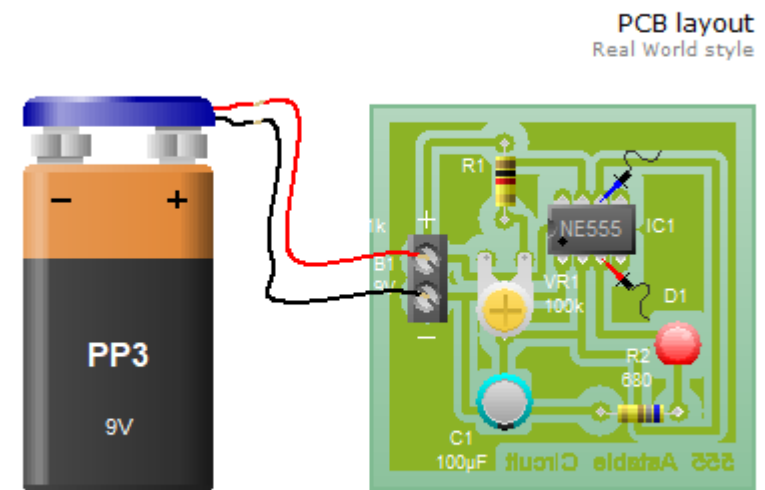 PCB layout
Real World style
− +
PP3
9V
R1
1k
+
B1
9V
−
NE555
IC1
VR1
100k
D1
R2
680
C1
100µF
555 Astable Circuit